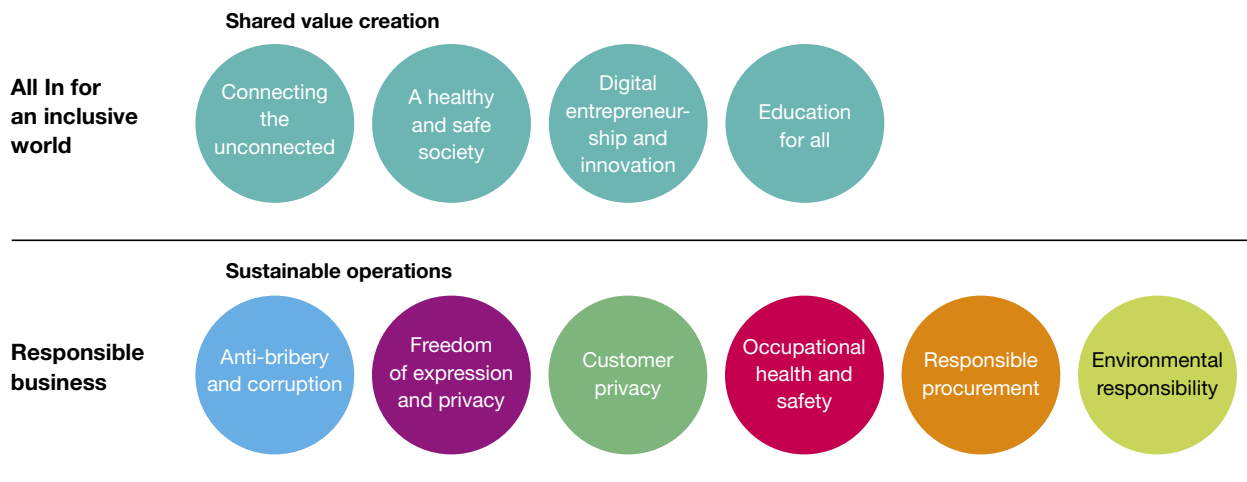 Shared value creation
All In for
an inclusive
world
Connecting
the
unconnected
A healthy
and safe
society
Digital
entrepreneur-
ship and
innovation
Education
for all
Sustainable operations
Responsible
business
Anti-bribery
and corruption
Freedom
of expression
and privacy
Customer
privacy
Occupational
health and
safety
Responsible
procurement
Environmental
responsibility